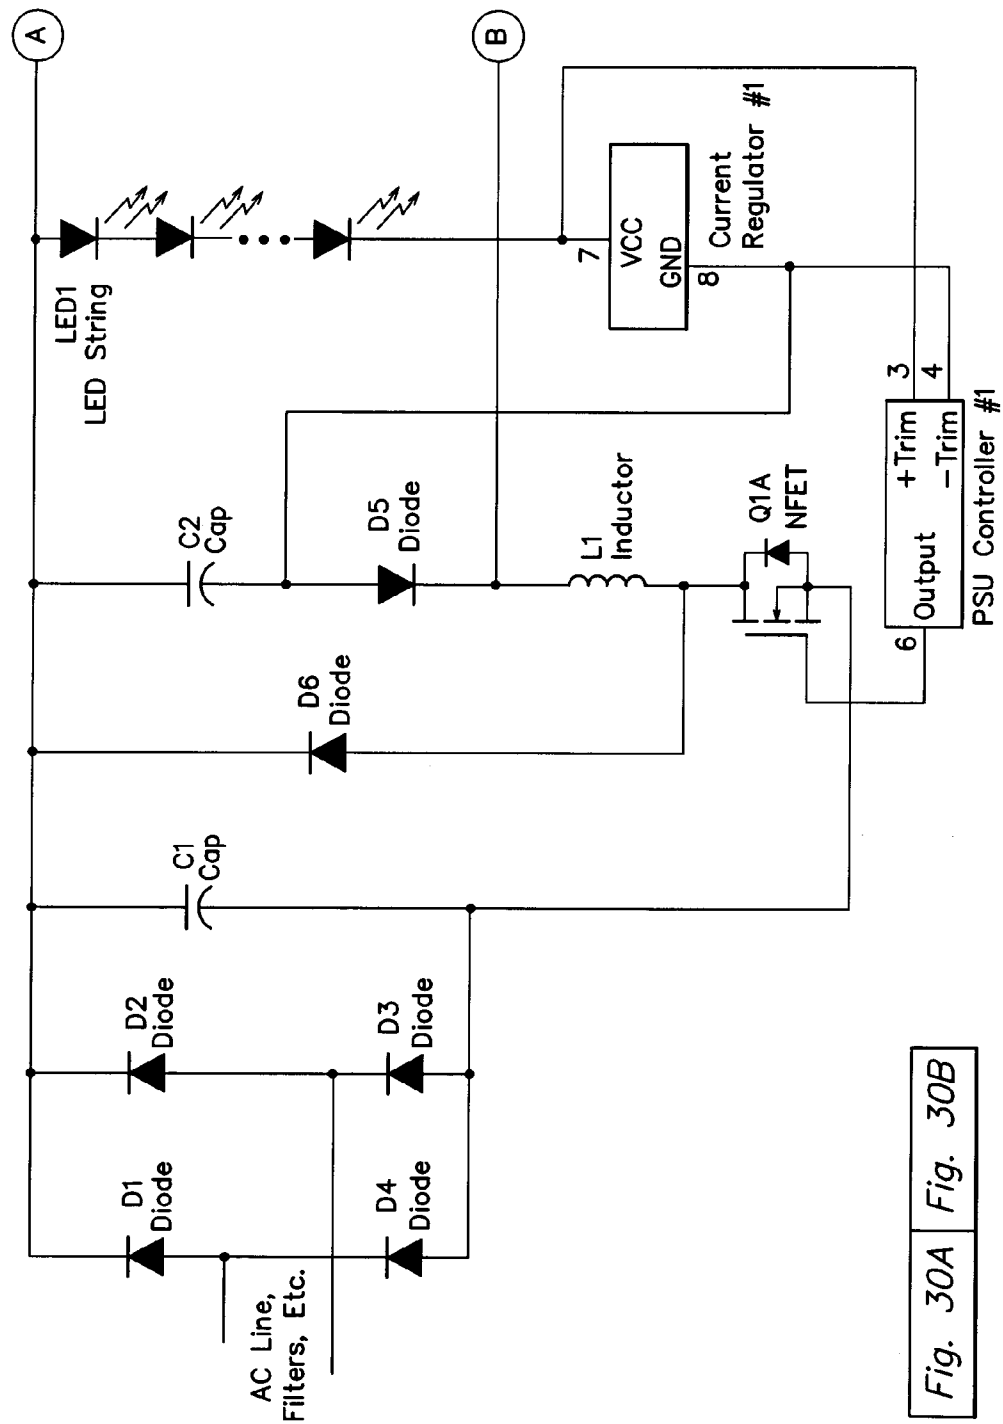 A
B
LED1
LED String
C2
Cap
D5
Diode
D6
Diode
C1
Cap
D2
Diode
D3
Diode
D1
Diode
D4
Diode
AC Line,
Filters, Etc.
L1
Inductor
Q1A
NFET
7
VCC
GND
8
Current
Regulator #1
3
4
+Trim
-Trim
Output
6
PSU Controller #1
Fig. 30A
Fig. 30B